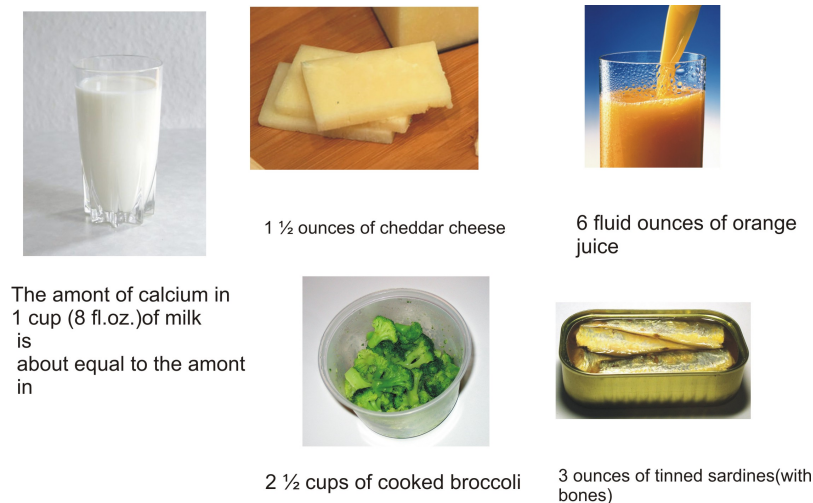 The amont of calcium in
1 cup (8 fl.oz.)of milk
is
about equal to the amont
in
1 ½ ounces of cheddar cheese
6 fluid ounces of orange
juice
2 ½ cups of cooked broccoli
3 ounces of tinned sardines(with
bones)